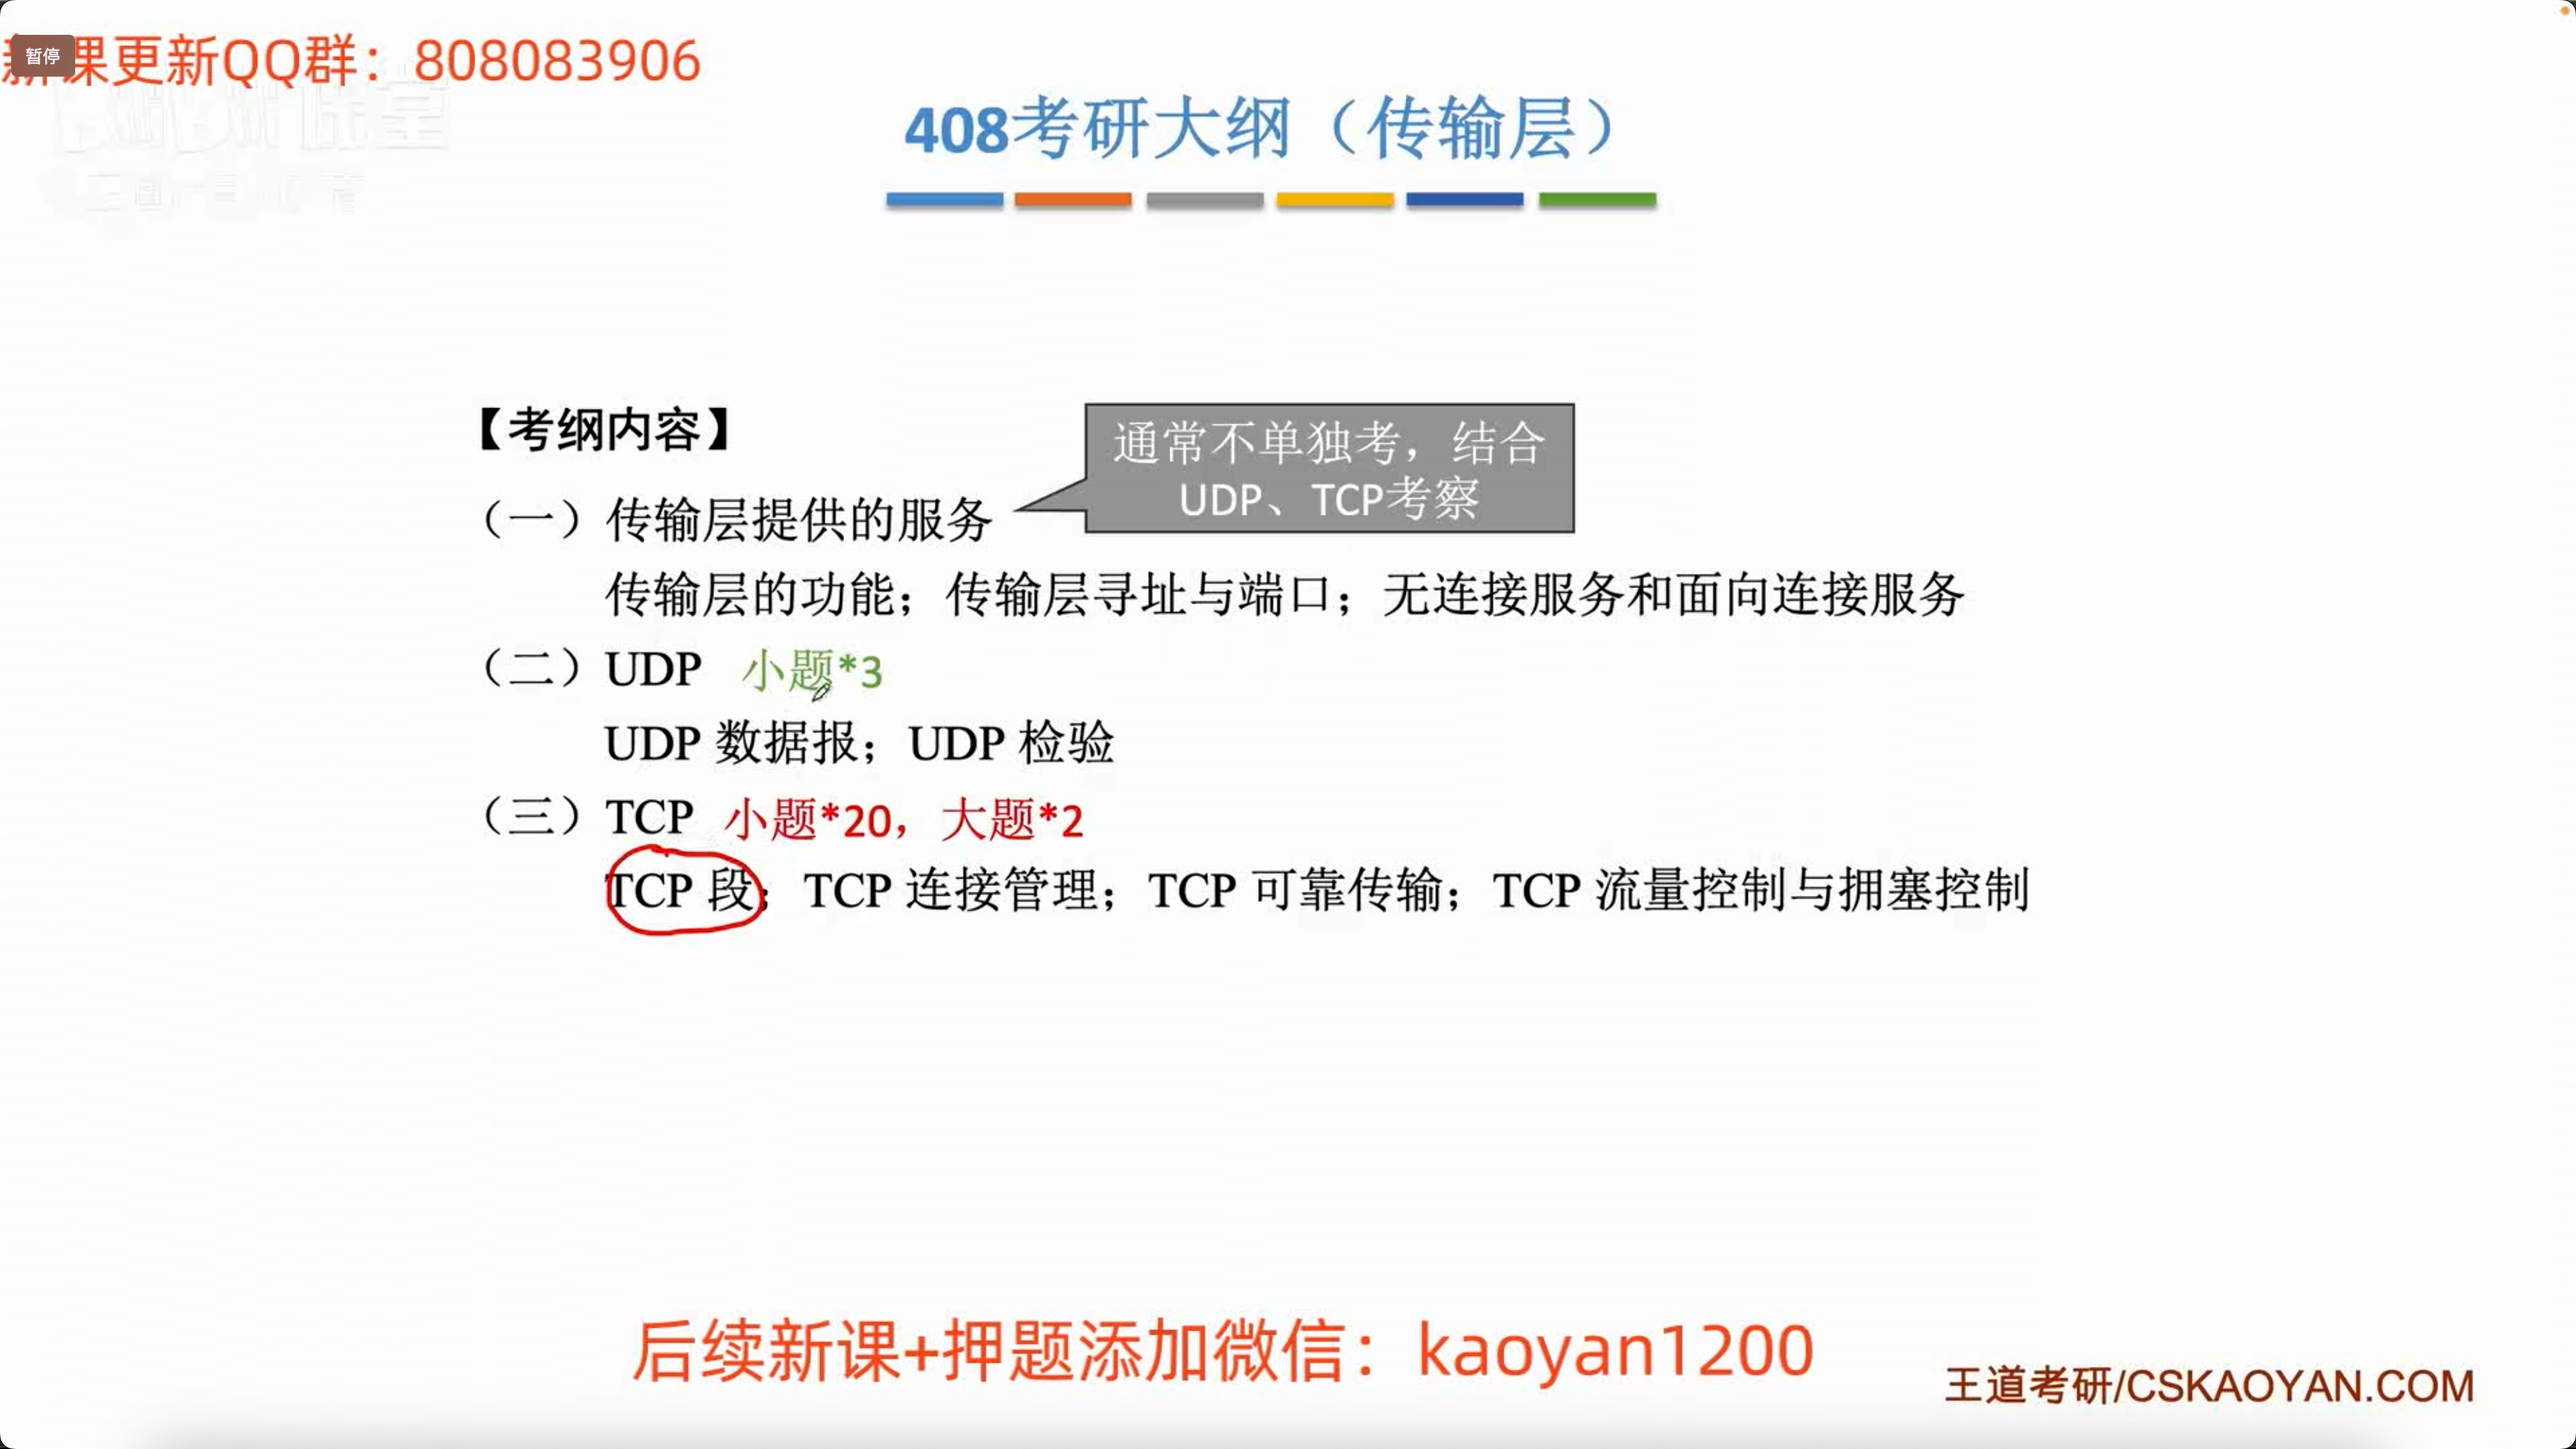 暂停
课更新QQ群：808083906
408考研大纲（传输层）
【考纲内容】
通常不单独考，结合
UDP、TCP考察
（一）传输层提供的服务
传输层的功能；传输层寻址与端口；无连接服务和面向连接服务
（二）UDP 小题*3
UDP 数据报；UDP 检验
（三）TCP 小题*20，大题*2
TCP 段；TCP 连接管理；TCP 可靠传输；TCP 流量控制与拥塞控制
后续新课+押题添加微信：kaoyan1200
王道考研/CSKAOYAN.COM